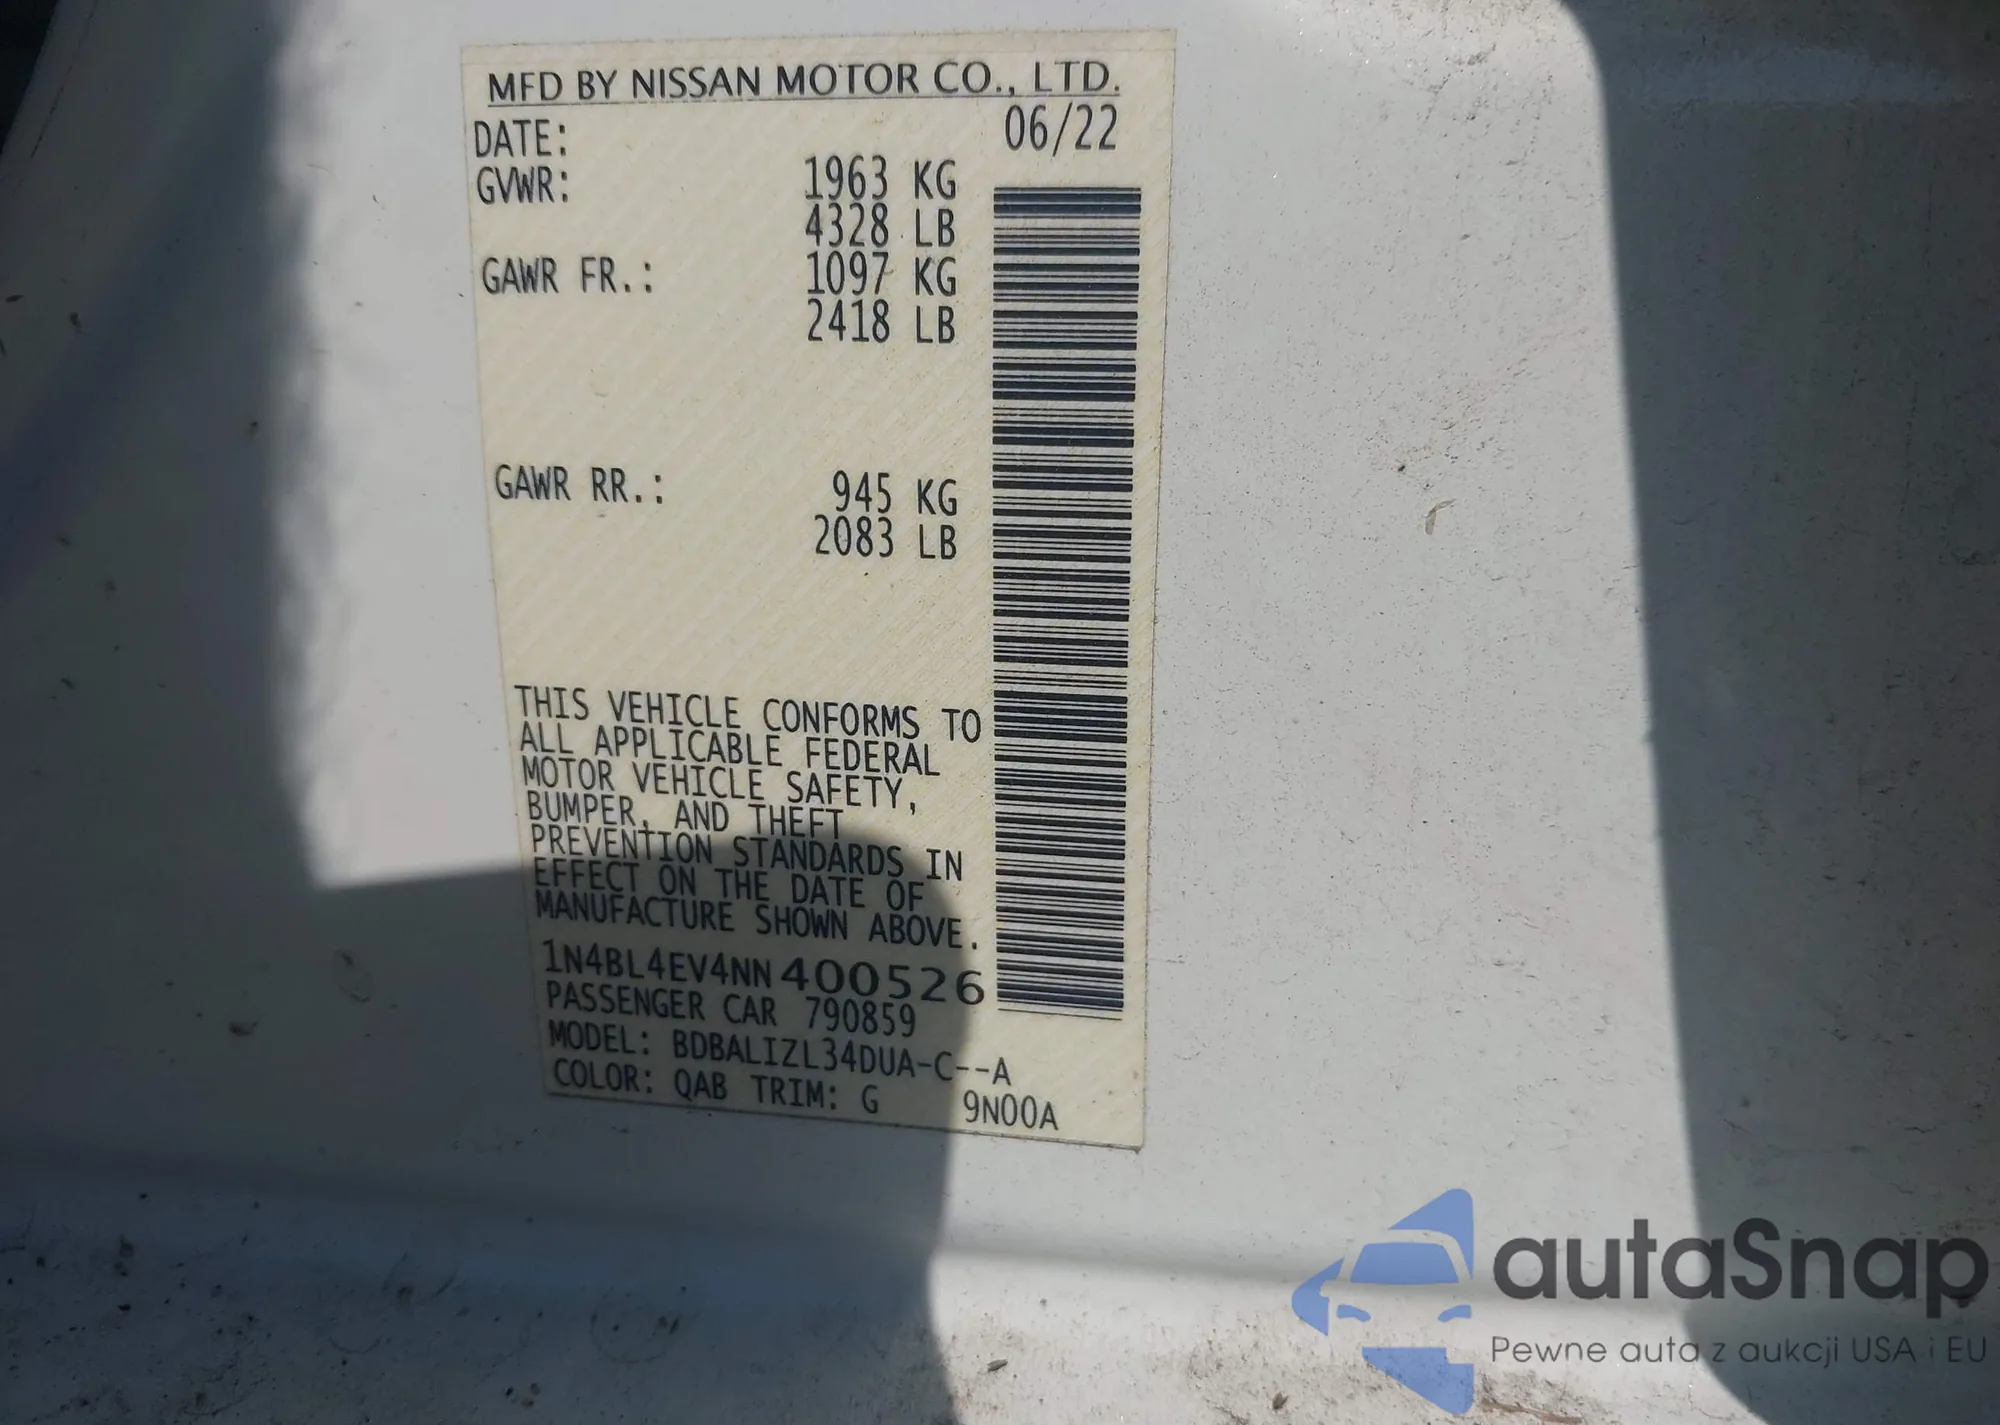 MFD BY NISSAN MOTOR CO., LTD.
DATE: 06/22
GVWR: 1963 KG
4328 LB
GAWR FR.: 1097 KG
2418 LB
GAWR RR.: 945 KG
2083 LB
THIS VEHICLE CONFORMS TO
ALL APPLICABLE FEDERAL
MOTOR VEHICLE SAFETY,
BUMPER, AND THEFT
PREVENTION STANDARDS IN
EFFECT ON THE DATE OF
MANUFACTURE SHOWN ABOVE.
1N4BL4EV4NN400526
PASSENGER CAR 790859
MODEL: BDBALIZL34DUA-C--A
COLOR: QAB TRIM: G 9N00A
autaSnap
Pewne auta z aukcji USA i EU